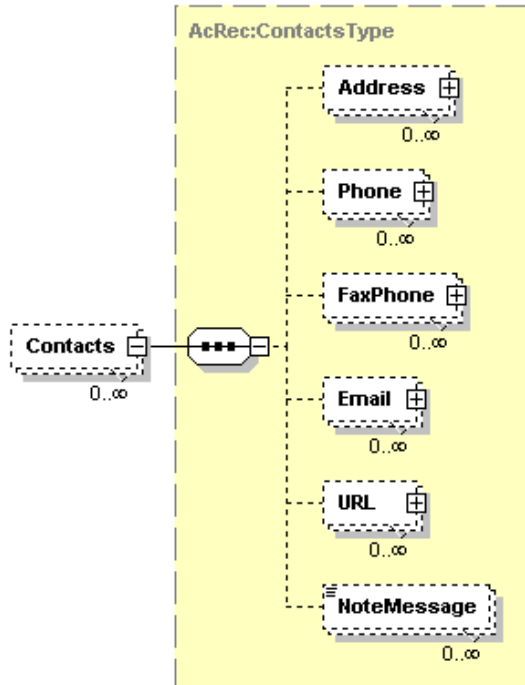 AcRec:ContactsType
Address
0..∞
Phone
0..∞
FaxPhone
0..∞
Contacts
0..∞
Email
0..∞
URL
0..∞
NoteMessage
0..∞